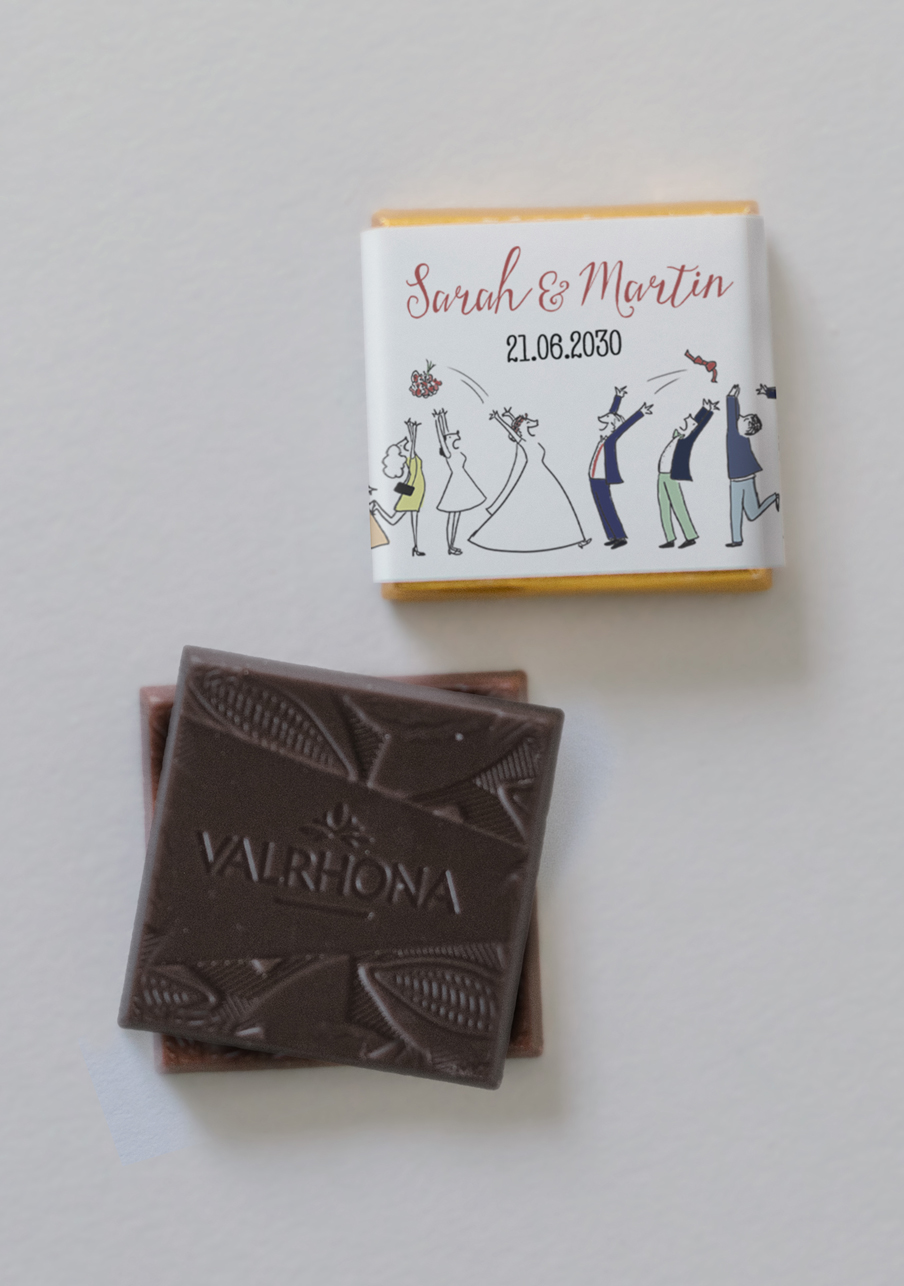 Sarah & Martin
21.06.2030
VALRHONA